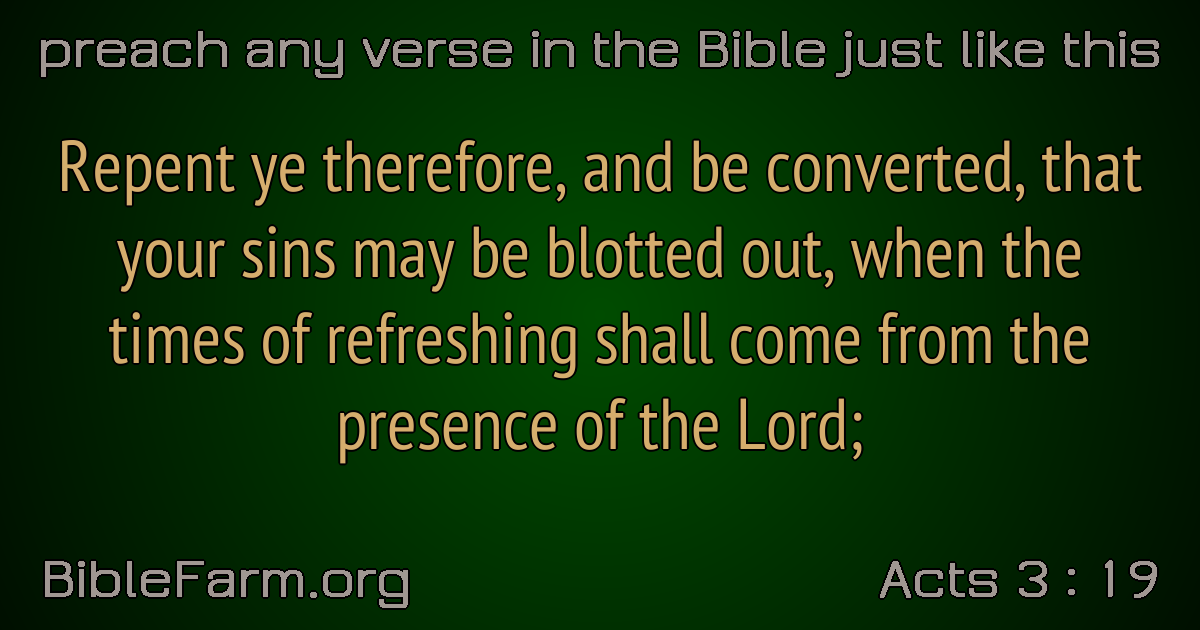 preach any verse in the Bible just like this
Repent ye therefore, and be converted, that
your sins may be blotted out, when the
times of refreshing shall come from the
presence of the Lord;
BibleFarm.org
Acts 3 : 19